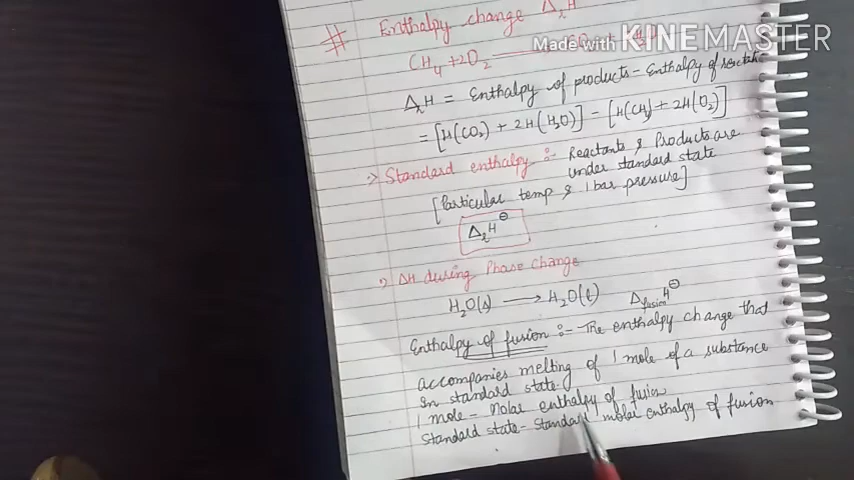 # Enthalpy change ΔrH
Made with KINEMASTER
CH4 + 2O2
ΔrH = Enthalpy of products - Enthalpy of reactants
= [H(CO2) + 2H(H2O)] - [H(CH4) + 2H(O2)]
Standard enthalpy :- Reactants & Products are
under standard state
[Particular temp & 1 bar pressure]
ΔrH⊖
ΔH during Phase Change
H2O(s) → H2O(l) ΔfusionH⊖
Enthalpy of fusion :- The enthalpy change that
accompanies melting of 1 mole of a substance
in standard state.
1 mole - Molar enthalpy of fusion
Standard state - Standard molar enthalpy of fusion